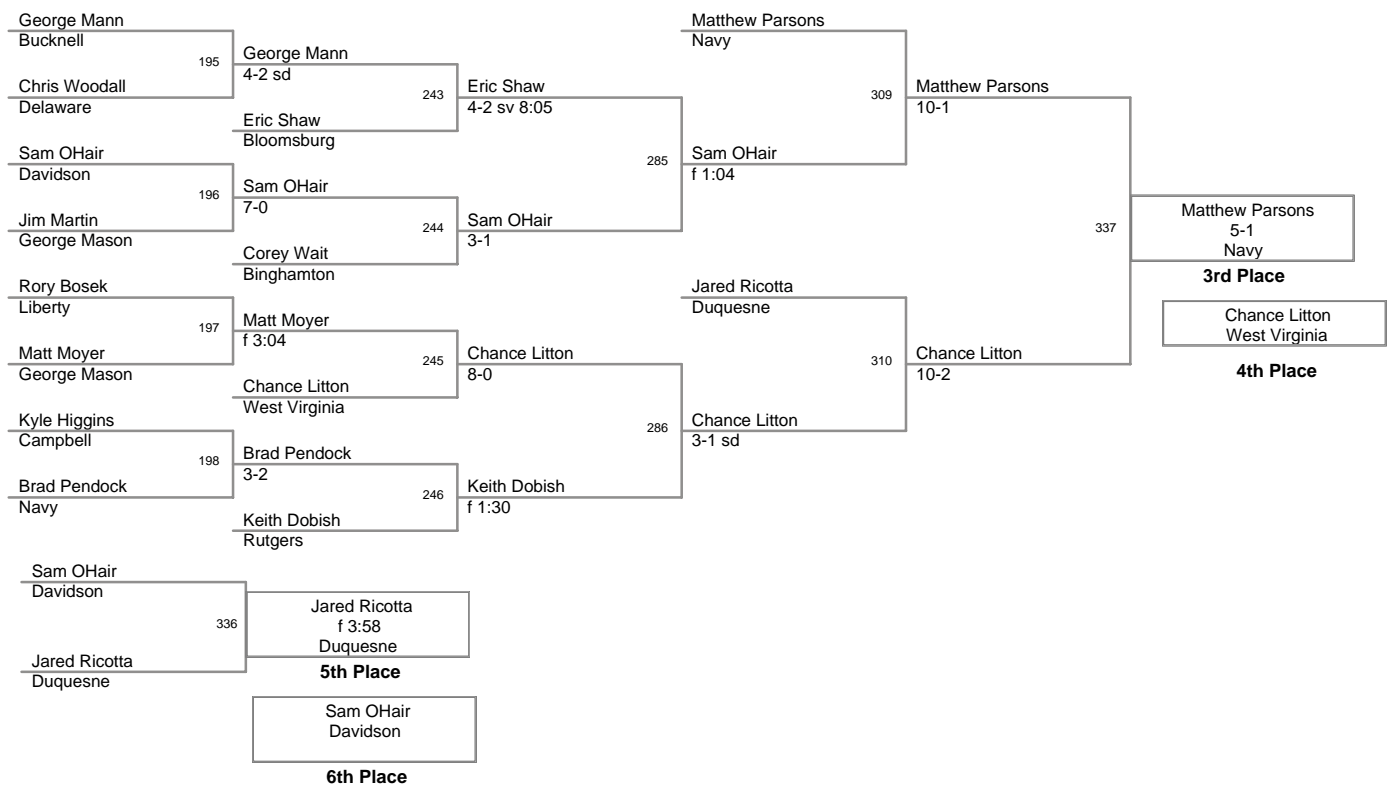 George Mann
Bucknell
195
Chris Woodall
Delaware
George Mann
4-2 sd
243
Eric Shaw
Bloomsburg
Eric Shaw
4-2 sv 8:05
Sam OHair
Davidson
196
Jim Martin
George Mason
Sam OHair
7-0
244
Corey Wait
Binghamton
Sam OHair
3-1
285
Rory Bosek
Liberty
197
Matt Moyer
George Mason
Matt Moyer
f 3:04
245
Chance Litton
West Virginia
Chance Litton
8-0
Kyle Higgins
Campbell
198
Brad Pendock
Navy
Brad Pendock
3-2
246
Keith Dobish
Rutgers
Keith Dobish
f 1:30
286
Matthew Parsons
Navy
309
Sam OHair
f 1:04
Matthew Parsons
10-1
Jared Ricotta
Duquesne
310
Chance Litton
3-1 sd
Chance Litton
10-2
337
Matthew Parsons
5-1
Navy
3rd Place
Chance Litton
West Virginia
4th Place
Sam OHair
Davidson
336
Jared Ricotta
Duquesne
Jared Ricotta
f 3:58
Duquesne
5th Place
Sam OHair
Davidson
6th Place